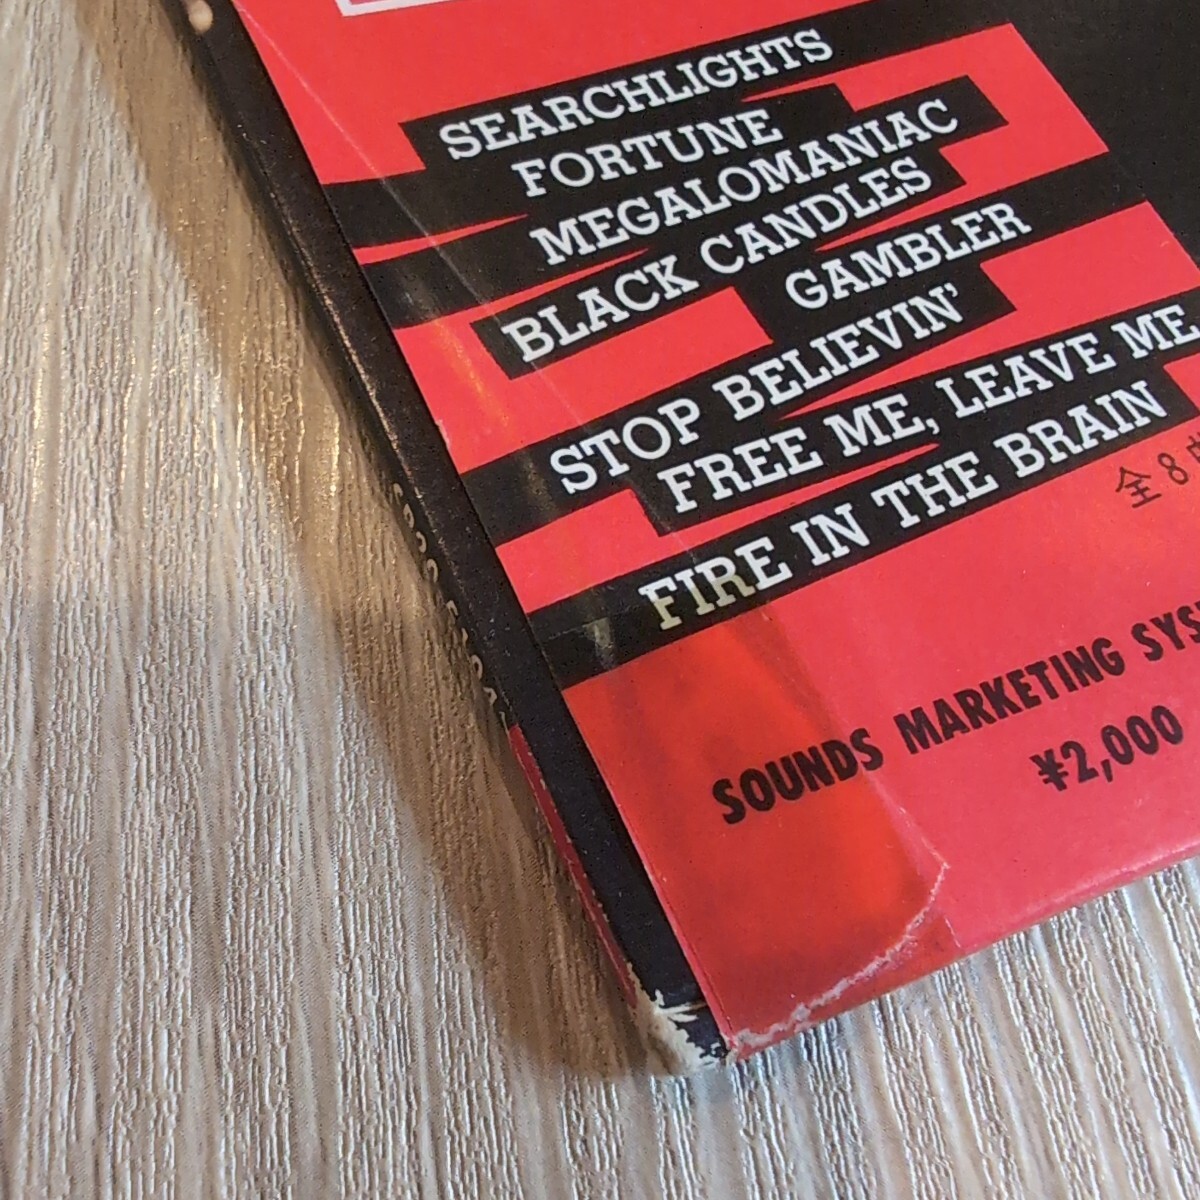 SEARCHLIGHTS
FORTUNE
MEGALOMANIAC
BLACK CANDLES
GAMBLER
STOP BELIEVIN'
FREE ME, LEAVE ME
FIRE IN THE BRAIN
全8
SOUNDS MARKETING
¥2,000